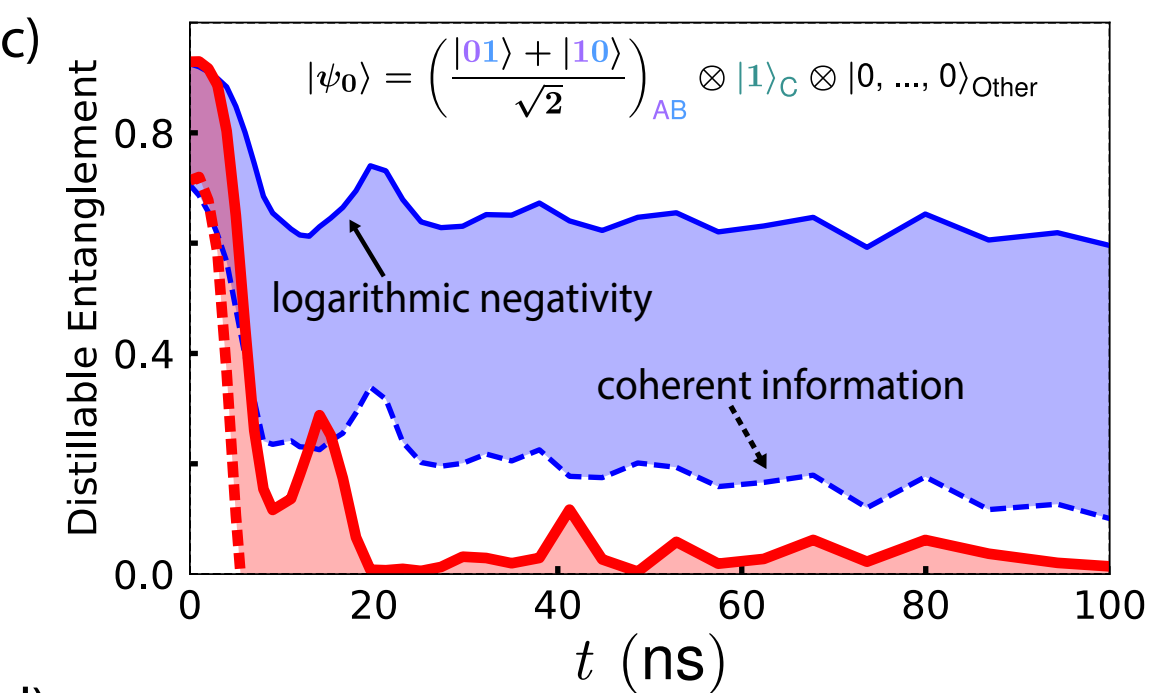 c)
|ψ₀⟩ = ( (|01⟩ + |10⟩) / √2 )_AB ⊗ |1⟩_C ⊗ |0, ..., 0⟩_Other
Distillable Entanglement
0.8
0.4
0.0
logarithmic negativity
coherent information
0 20 40 60 80 100
t (ns)